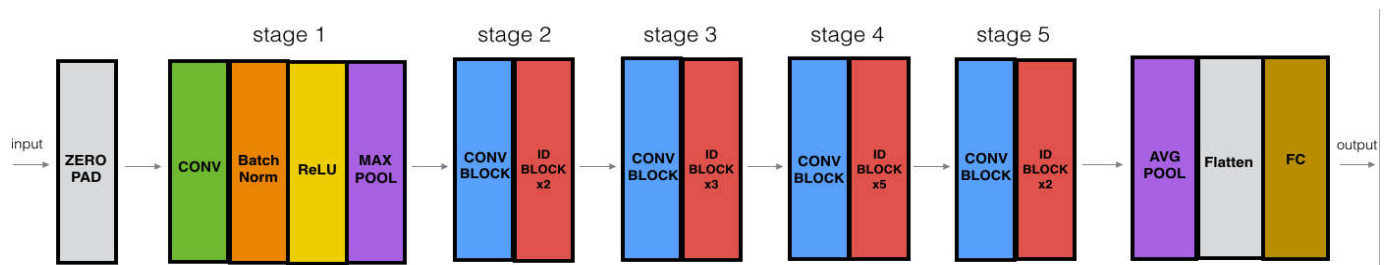 stage 1
stage 2
stage 3
stage 4
stage 5
input
ZERO
PAD
CONV
Batch
Norm
ReLU
MAX
POOL
CONV
BLOCK
ID
BLOCK
x2
CONV
BLOCK
ID
BLOCK
x3
CONV
BLOCK
ID
BLOCK
x5
CONV
BLOCK
ID
BLOCK
x2
AVG
POOL
Flatten
FC
output